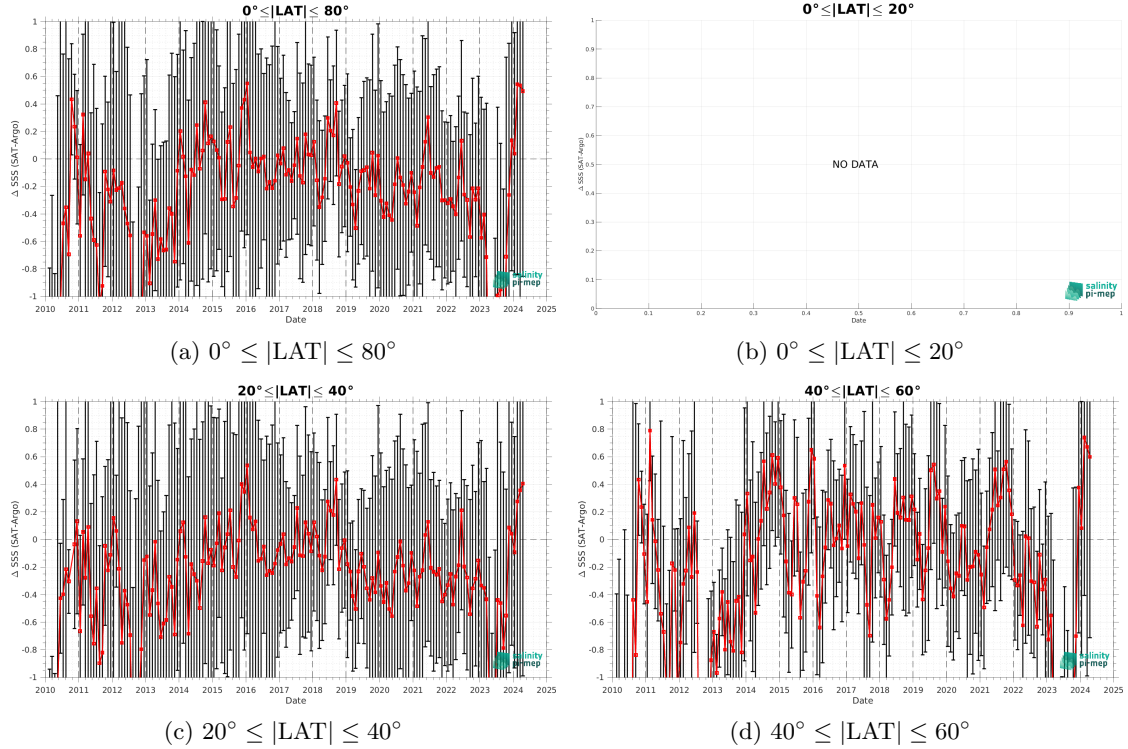 0°≤|LAT|≤ 80°
1
0.8
0.6
0.4
0.2
0
-0.2
-0.4
-0.6
-0.8
-1
Δ SSS (SAT-Argo)
2010 2011 2012 2013 2014 2015 2016 2017 2018 2019 2020 2021 2022 2023 2024 2025
Date
salinity
pi-mep
(a) 0° ≤ |LAT| ≤ 80°
0°≤|LAT|≤ 20°
1
0.9
0.8
0.7
0.6
0.5
0.4
0.3
0.2
0.1
0
Δ SSS (SAT-Argo)
NO DATA
0 0.1 0.2 0.3 0.4 0.5 0.6 0.7 0.8 0.9 1
Date
salinity
pi-mep
(b) 0° ≤ |LAT| ≤ 20°
20°≤|LAT|≤ 40°
1
0.8
0.6
0.4
0.2
0
-0.2
-0.4
-0.6
-0.8
-1
Δ SSS (SAT-Argo)
2010 2011 2012 2013 2014 2015 2016 2017 2018 2019 2020 2021 2022 2023 2024 2025
Date
salinity
pi-mep
(c) 20° ≤ |LAT| ≤ 40°
40°≤|LAT|≤ 60°
1
0.8
0.6
0.4
0.2
0
-0.2
-0.4
-0.6
-0.8
-1
Δ SSS (SAT-Argo)
2010 2011 2012 2013 2014 2015 2016 2017 2018 2019 2020 2021 2022 2023 2024 2025
Date
salinity
pi-mep
(d) 40° ≤ |LAT| ≤ 60°